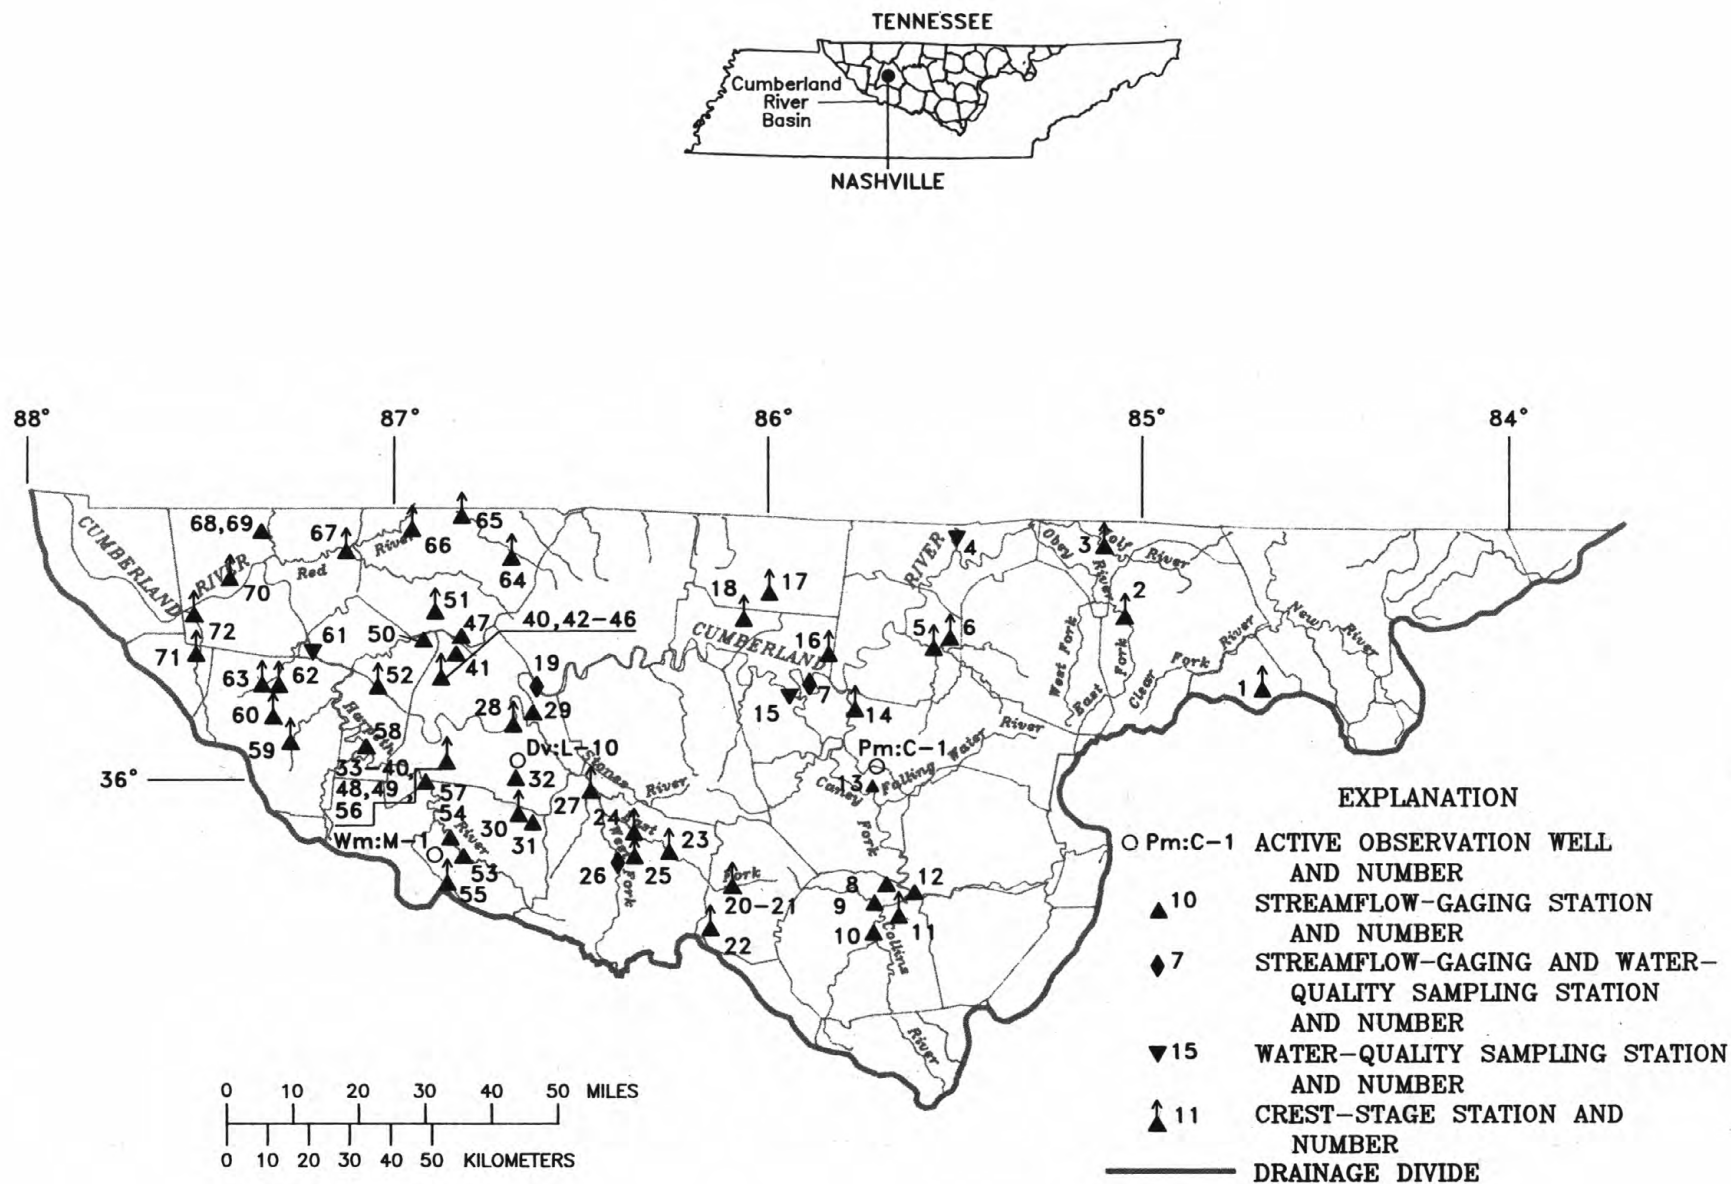 TENNESSEE
Cumberland
River
Basin
NASHVILLE
88°
87°
86°
85°
84°
36°
CUMBERLAND
RIVER
68,69
67
River
Red
66
65
64
70
72
71
63
62
61
60
59
52
51
50
47
40,42-46
41
Harpeth
58
33-40,
48,49,
56
57
54
Wm:M-1
River
53
55
28
19
29
Dv:L-10
32
30
31
27
Stones
River
24
East
West
Fork
26
25
23
Fork
20-21
22
18
17
CUMBERLAND
16
15
7
14
RIVER
4
5
6
Obey
River
3
Wolf
River
2
West Fork
East
Fork
Clear
Fork
River
New
River
1
Pm:C-1
13
Caney
Fork
Falling
Water
River
8
9
10
12
11
Collins
River
EXPLANATION
Pm:C-1 ACTIVE OBSERVATION WELL
AND NUMBER
10 STREAMFLOW-GAGING STATION
AND NUMBER
7 STREAMFLOW-GAGING AND WATER-
QUALITY SAMPLING STATION
AND NUMBER
15 WATER-QUALITY SAMPLING STATION
AND NUMBER
11 CREST-STAGE STATION AND
NUMBER
DRAINAGE DIVIDE
0 10 20 30 40 50 MILES
0 10 20 30 40 50 KILOMETERS